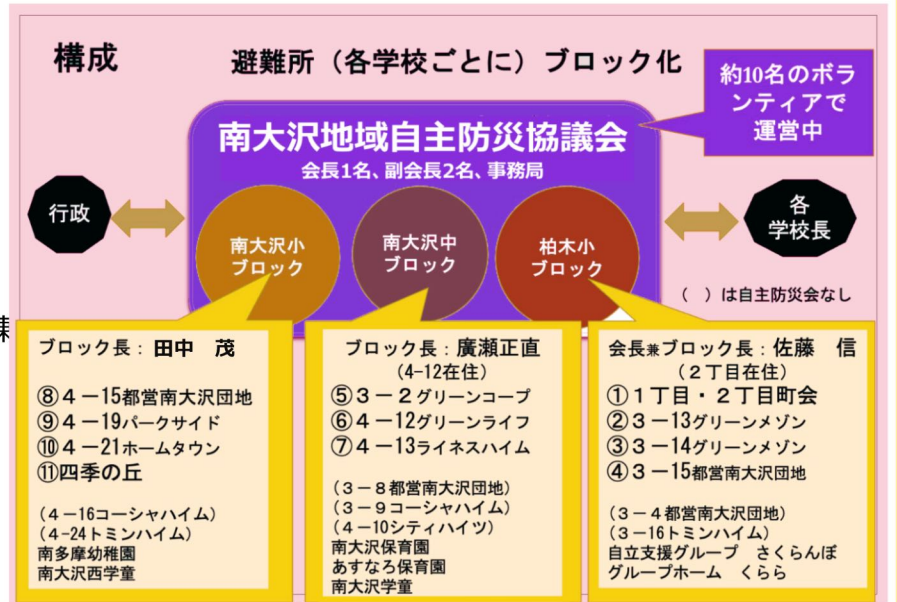 構成
避難所（各学校ごとに）ブロック化
約10名のボラ
ンティアで
運営中
南大沢地域自主防災協議会
会長1名、副会長2名、事務局
行政
南大沢小
ブロック
南大沢中
ブロック
柏木小
ブロック
各
学校長
（　）は自主防災会なし
ブロック長：田中　茂
⑧４－15都営南大沢団地
⑨４－19パークサイド
⑩４－21ホームタウン
⑪四季の丘
（４－16コーシャハイム）
（4－24トミンハイム）
南多摩幼稚園
南大沢西学童
ブロック長：廣瀬正直
（4-12在住）
⑤３－２グリーンコープ
⑥４－12グリーンライフ
⑦４－13ライネスハイム
（３－８都営南大沢団地）
（３－９コーシャハイム）
（４－10シティハイツ）
南大沢保育園
あすなろ保育園
南大沢学童
会長兼ブロック長：佐藤　信
（２丁目在住）
①１丁目・２丁目町会
②３－13グリーンメゾン
③３－14グリーンメゾン
④３－15都営南大沢団地
（３－４都営南大沢団地）
（３－16トミンハイム）
自立支援グループ　さくらんぼ
グループホーム　くらら